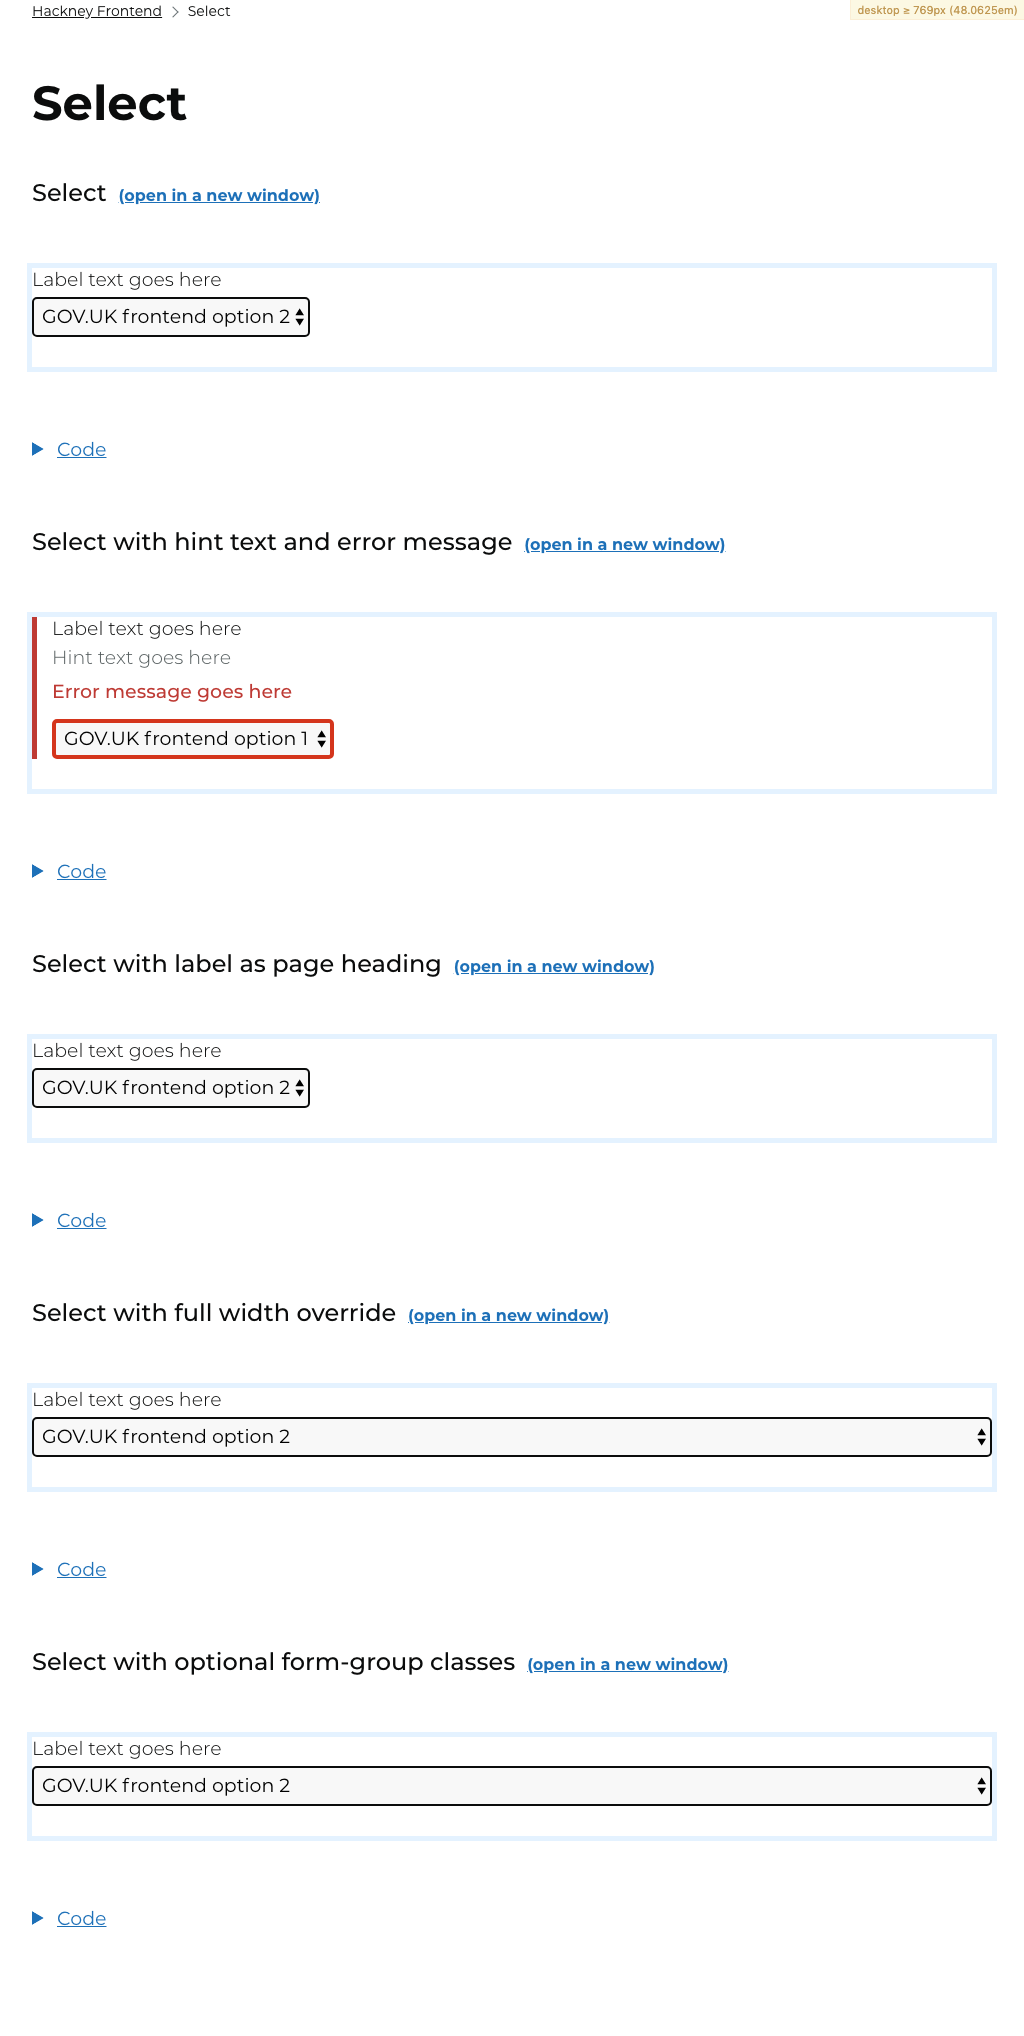 Hackney Frontend > Select
desktop ≥ 769px (48.0625em)
Select
Select (open in a new window)
Label text goes here
GOV.UK frontend option 2
Code
Select with hint text and error message (open in a new window)
Label text goes here
Hint text goes here
Error message goes here
GOV.UK frontend option 1
Code
Select with label as page heading (open in a new window)
Label text goes here
GOV.UK frontend option 2
Code
Select with full width override (open in a new window)
Label text goes here
GOV.UK frontend option 2
Code
Select with optional form-group classes (open in a new window)
Label text goes here
GOV.UK frontend option 2
Code